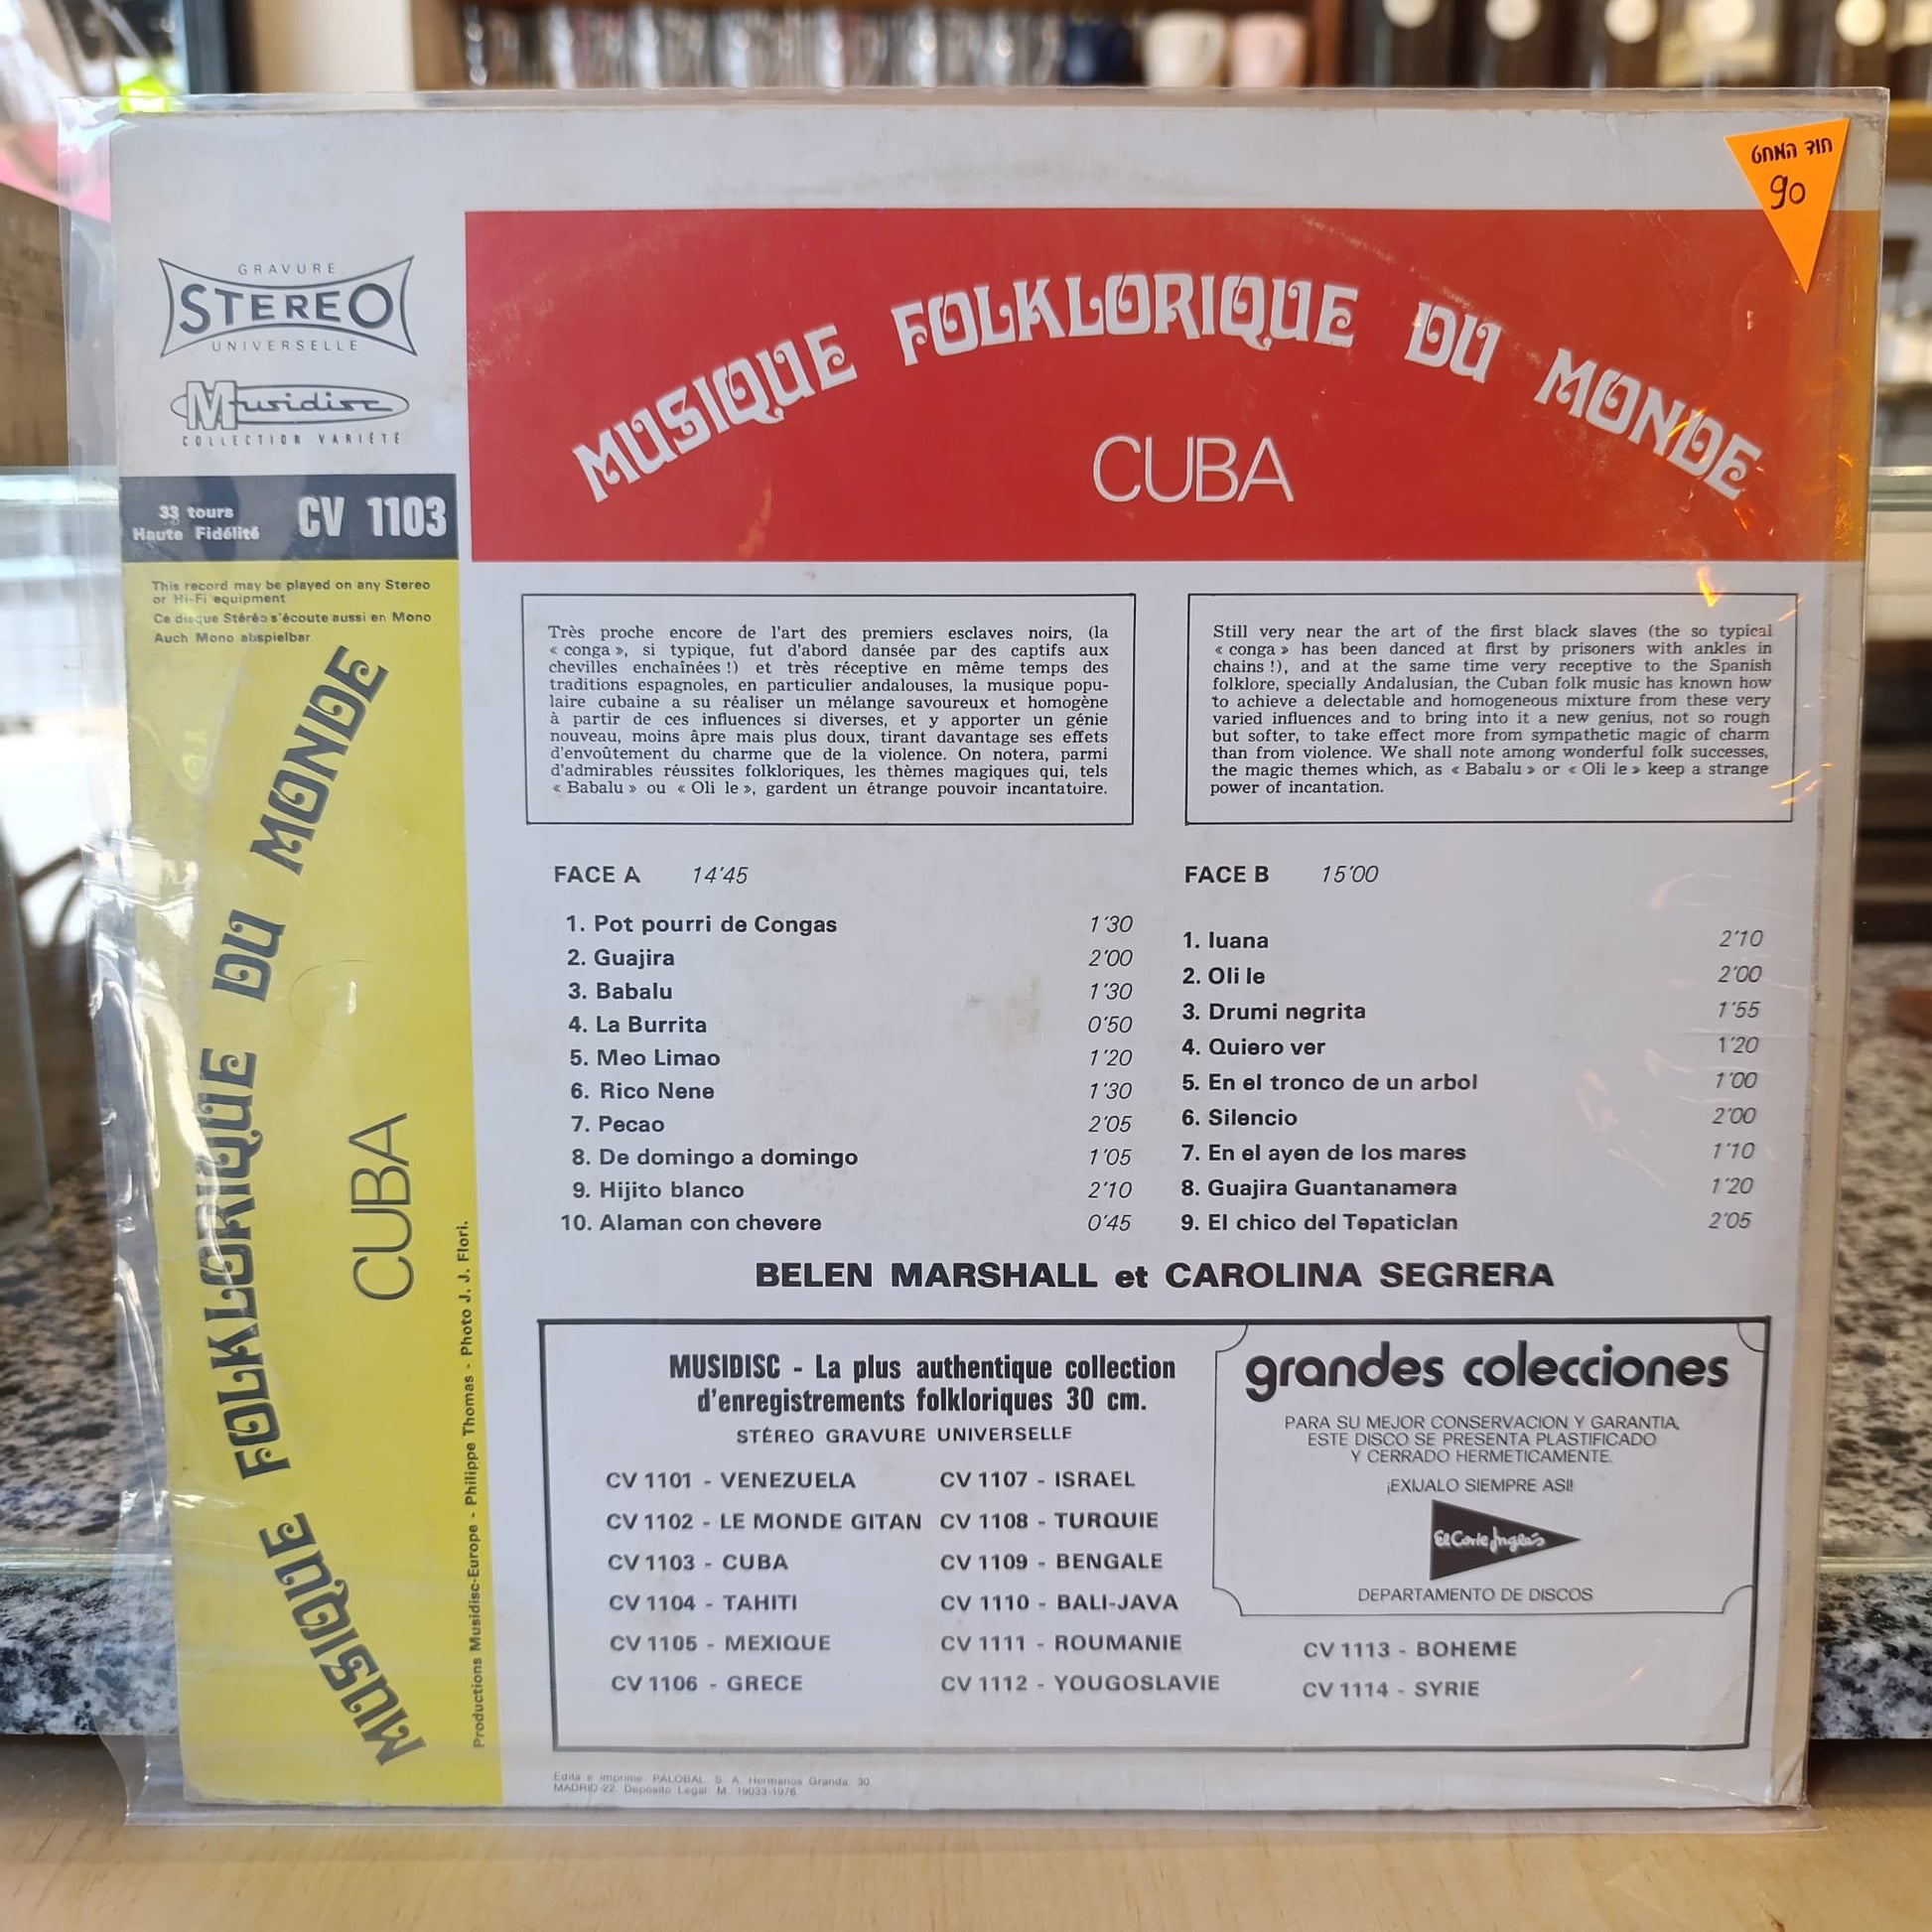 חוד המחט
90
GRAVURE
STEREO
UNIVERSELLE
Musidisc
COLLECTION VARIÉTÉ
33 tours
Haute Fidélité
CV 1103
This record may be played on any Stereo
or Hi-Fi equipment
Ce disque Stéréo s'écoute aussi en Mono
Auch Mono abspielbar
MUSIQUE FOLKLORIQUE DU MONDE
CUBA
Productions Musidisc-Europe - Philippe Thomas - Photo J. J. Flori.
MUSIQUE FOLKLORIQUE DU MONDE
CUBA
Très proche encore de l'art des premiers esclaves noirs, (la
« conga », si typique, fut d'abord dansée par des captifs aux
chevilles enchaînées !) et très réceptive en même temps des
traditions espagnoles, en particulier andalouses, la musique popu-
laire cubaine a su réaliser un mélange savoureux et homogène
à partir de ces influences si diverses, et y apporter un génie
nouveau, moins âpre mais plus doux, tirant davantage ses effets
d'envoûtement du charme que de la violence. On notera, parmi
d'admirables réussites folkloriques, les thèmes magiques qui, tels
« Babalu » ou « Oli le », gardent un étrange pouvoir incantatoire.
Still very near the art of the first black slaves (the so typical
« conga » has been danced at first by prisoners with ankles in
chains !), and at the same time very receptive to the Spanish
folklore, specially Andalusian, the Cuban folk music has known how
to achieve a delectable and homogeneous mixture from these very
varied influences and to bring into it a new genius, not so rough
but softer, to take effect more from sympathetic magic of charm
than from violence. We shall note among wonderful folk successes,
the magic themes which, as « Babalu » or « Oli le » keep a strange
power of incantation.
FACE A 14'45
1. Pot pourri de Congas 1'30
2. Guajira 2'00
3. Babalu 1'30
4. La Burrita 0'50
5. Meo Limao 1'20
6. Rico Nene 1'30
7. Pecao 2'05
8. De domingo a domingo 1'05
9. Hijito blanco 2'10
10. Alaman con chevere 0'45
FACE B 15'00
1. Iuana 2'10
2. Oli le 2'00
3. Drumi negrita 1'55
4. Quiero ver 1'20
5. En el tronco de un arbol 1'00
6. Silencio 2'00
7. En el ayen de los mares 1'10
8. Guajira Guantanamera 1'20
9. El chico del Tepaticlan 2'05
BELEN MARSHALL et CAROLINA SEGRERA
MUSIDISC - La plus authentique collection
d'enregistrements folkloriques 30 cm.
STÉREO GRAVURE UNIVERSELLE
CV 1101 - VENEZUELA
CV 1102 - LE MONDE GITAN
CV 1103 - CUBA
CV 1104 - TAHITI
CV 1105 - MEXIQUE
CV 1106 - GRECE
CV 1107 - ISRAEL
CV 1108 - TURQUIE
CV 1109 - BENGALE
CV 1110 - BALI-JAVA
CV 1111 - ROUMANIE
CV 1112 - YOUGOSLAVIE
grandes colecciones
PARA SU MEJOR CONSERVACION Y GARANTIA,
ESTE DISCO SE PRESENTA PLASTIFICADO
Y CERRADO HERMETICAMENTE.
¡EXIJALO SIEMPRE ASI!
El Corte Inglés
DEPARTAMENTO DE DISCOS
CV 1113 - BOHEME
CV 1114 - SYRIE
Edita e imprime: PALOBAL, S. A. Hermanos Granda, 30
MADRID-22. Depósito Legal: M. 19033-1976